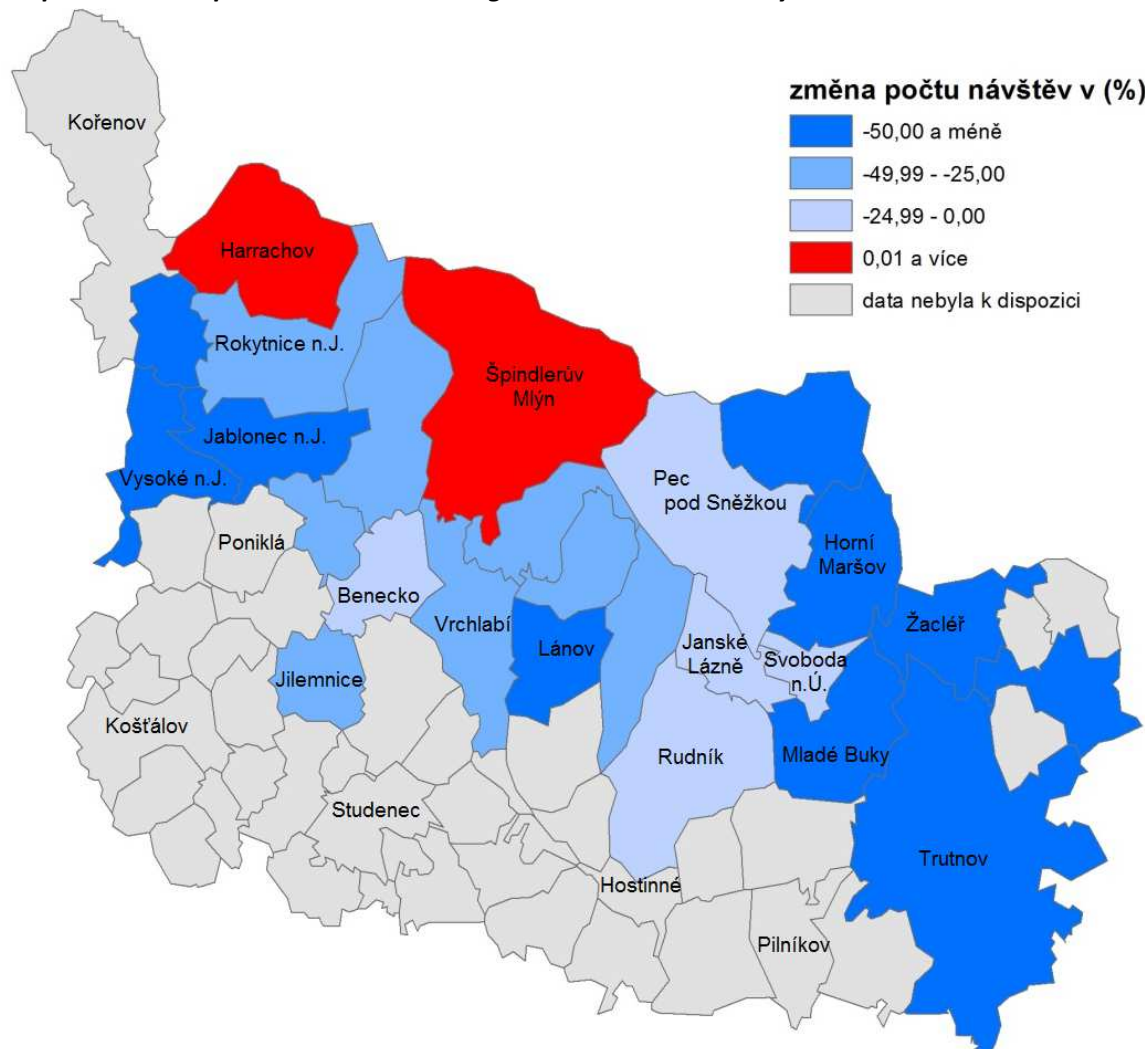 změna počtu návštěv v (%)
-50,00 a méně
-49,99 - -25,00
-24,99 - 0,00
0,01 a více
data nebyla k dispozici
Kořenov
Harrachov
Rokytnice n.J.
Špindlerův
Mlýn
Jablonec n.J.
Vysoké n.J.
Pec
pod Sněžkou
Poniklá
Horní
Maršov
Benecko
Vrchlabí
Lánov
Janské
Lázně
Svoboda
n.Ú.
Žacléř
Jilemnice
Košťálov
Rudník
Mladé Buky
Studenec
Trutnov
Hostinné
Pilníkov